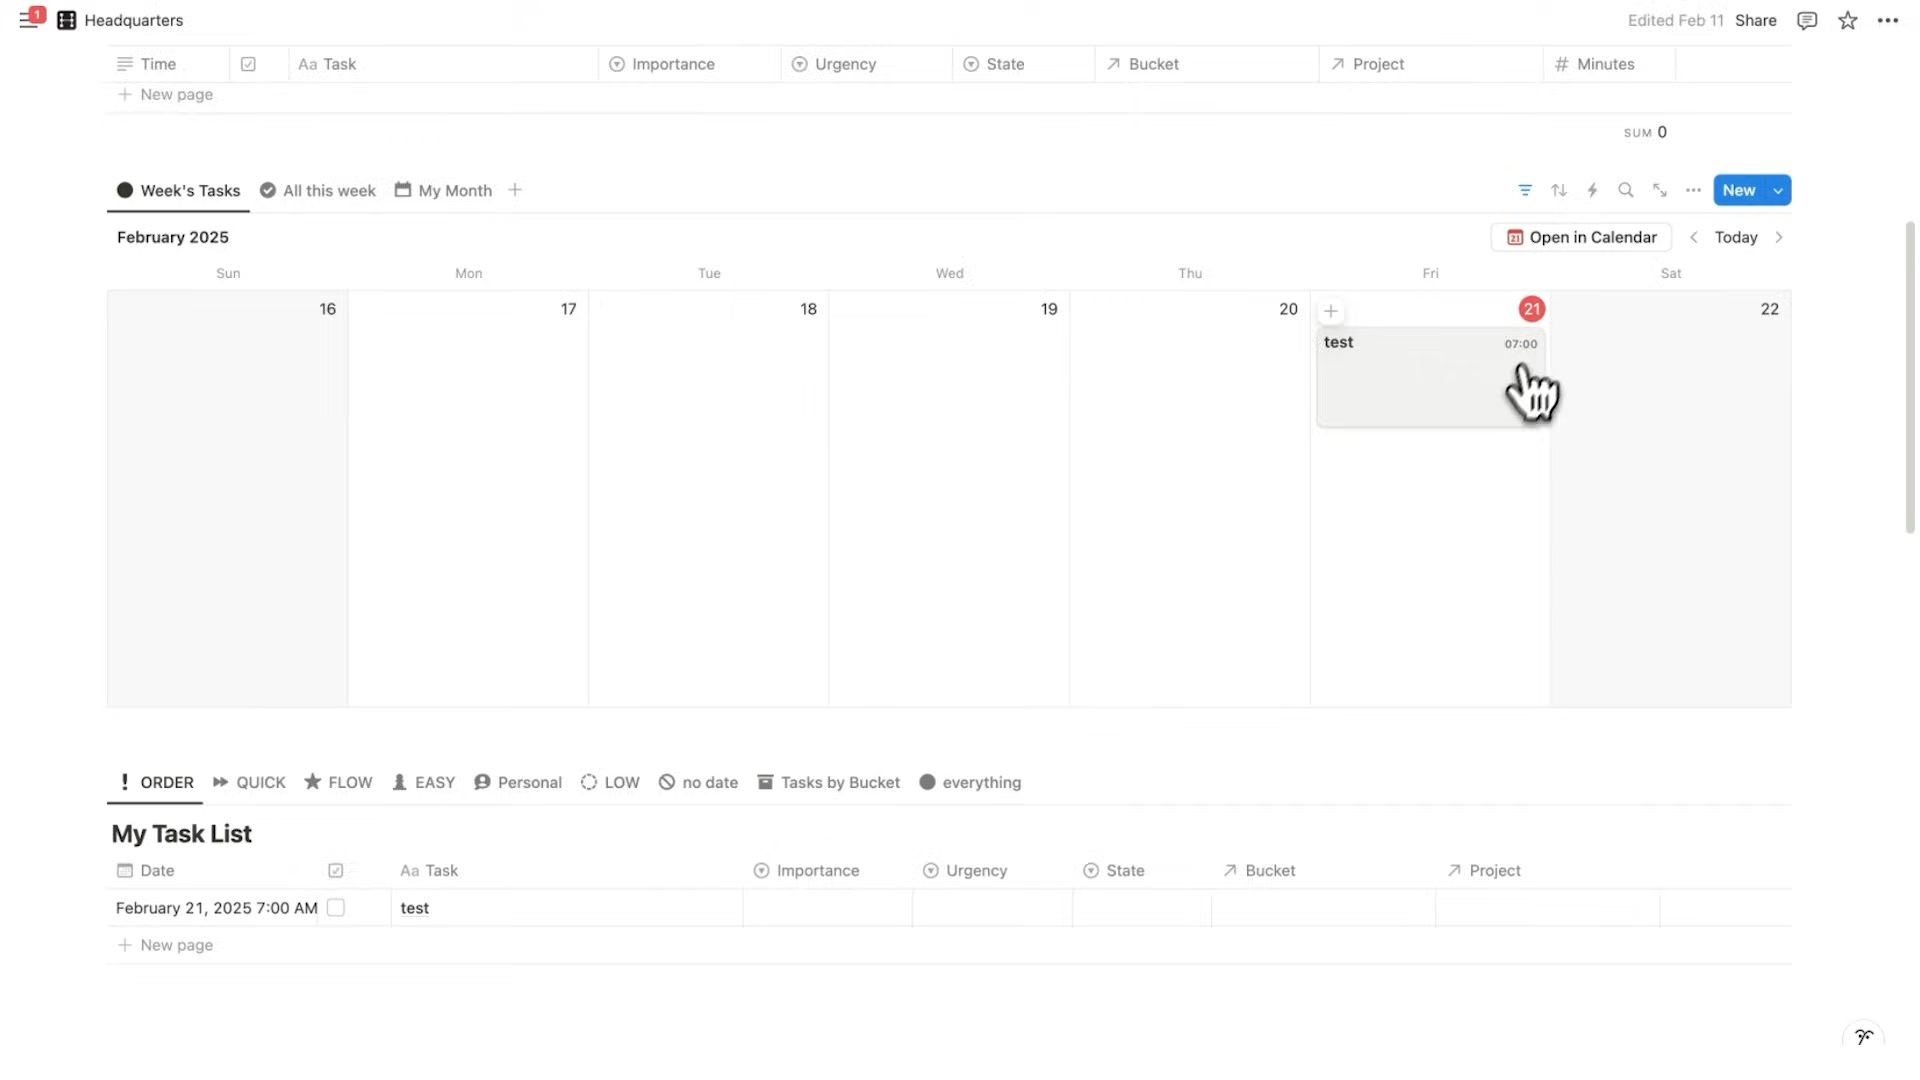 1 Headquarters Edited Feb 11 Share
Time Aa Task Importance Urgency State Bucket Project # Minutes
+ New page
SUM 0
Week's Tasks All this week My Month + New
February 2025 21 Open in Calendar < Today >
Sun Mon Tue Wed Thu Fri Sat
16 17 18 19 20 + 21 22
test 07:00
! ORDER QUICK FLOW EASY Personal LOW no date Tasks by Bucket everything
My Task List
Date Aa Task Importance Urgency State Bucket Project
February 21, 2025 7:00 AM test
+ New page